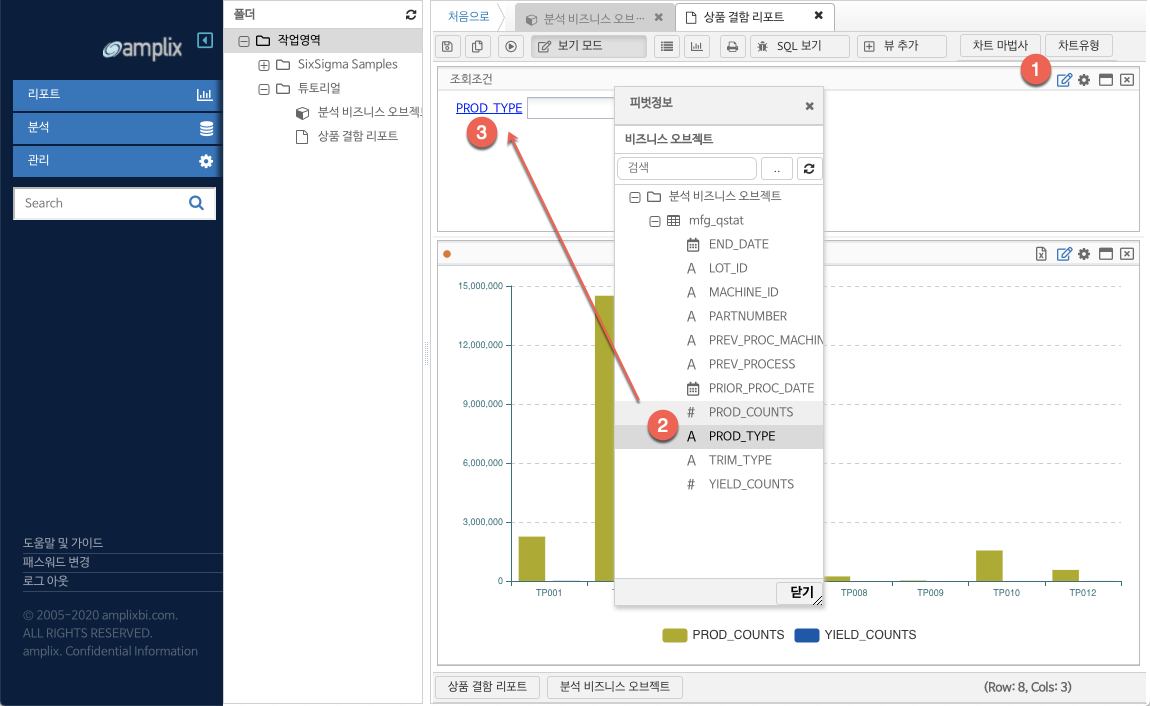 amplix
리포트
분석
관리
Search
도움말 및 가이드
패스워드 변경
로그 아웃
© 2005-2020 amplixbi.com.
ALL RIGHTS RESERVED.
amplix. Confidential Information
폴더
작업영역
SixSigma Samples
튜토리얼
분석 비즈니스 오브젝
상품 결함 리포트
처음으로
분석 비즈니스 오브...
상품 결함 리포트
보기 모드
SQL 보기
뷰 추가
차트 마법사
차트유형
조회조건
1
PROD_TYPE
3
피벗정보
비즈니스 오브젝트
검색
..
분석 비즈니스 오브젝트
mfg_qstat
END_DATE
A LOT_ID
A MACHINE_ID
A PARTNUMBER
A PREV_PROC_MACHIN
A PREV_PROCESS
PRIOR_PROC_DATE
# PROD_COUNTS
2
A PROD_TYPE
A TRIM_TYPE
# YIELD_COUNTS
닫기
15,000,000
12,000,000
9,000,000
6,000,000
3,000,000
0
TP001
TP008
TP009
TP010
TP012
PROD_COUNTS
YIELD_COUNTS
상품 결함 리포트
분석 비즈니스 오브젝트
(Row: 8, Cols: 3)